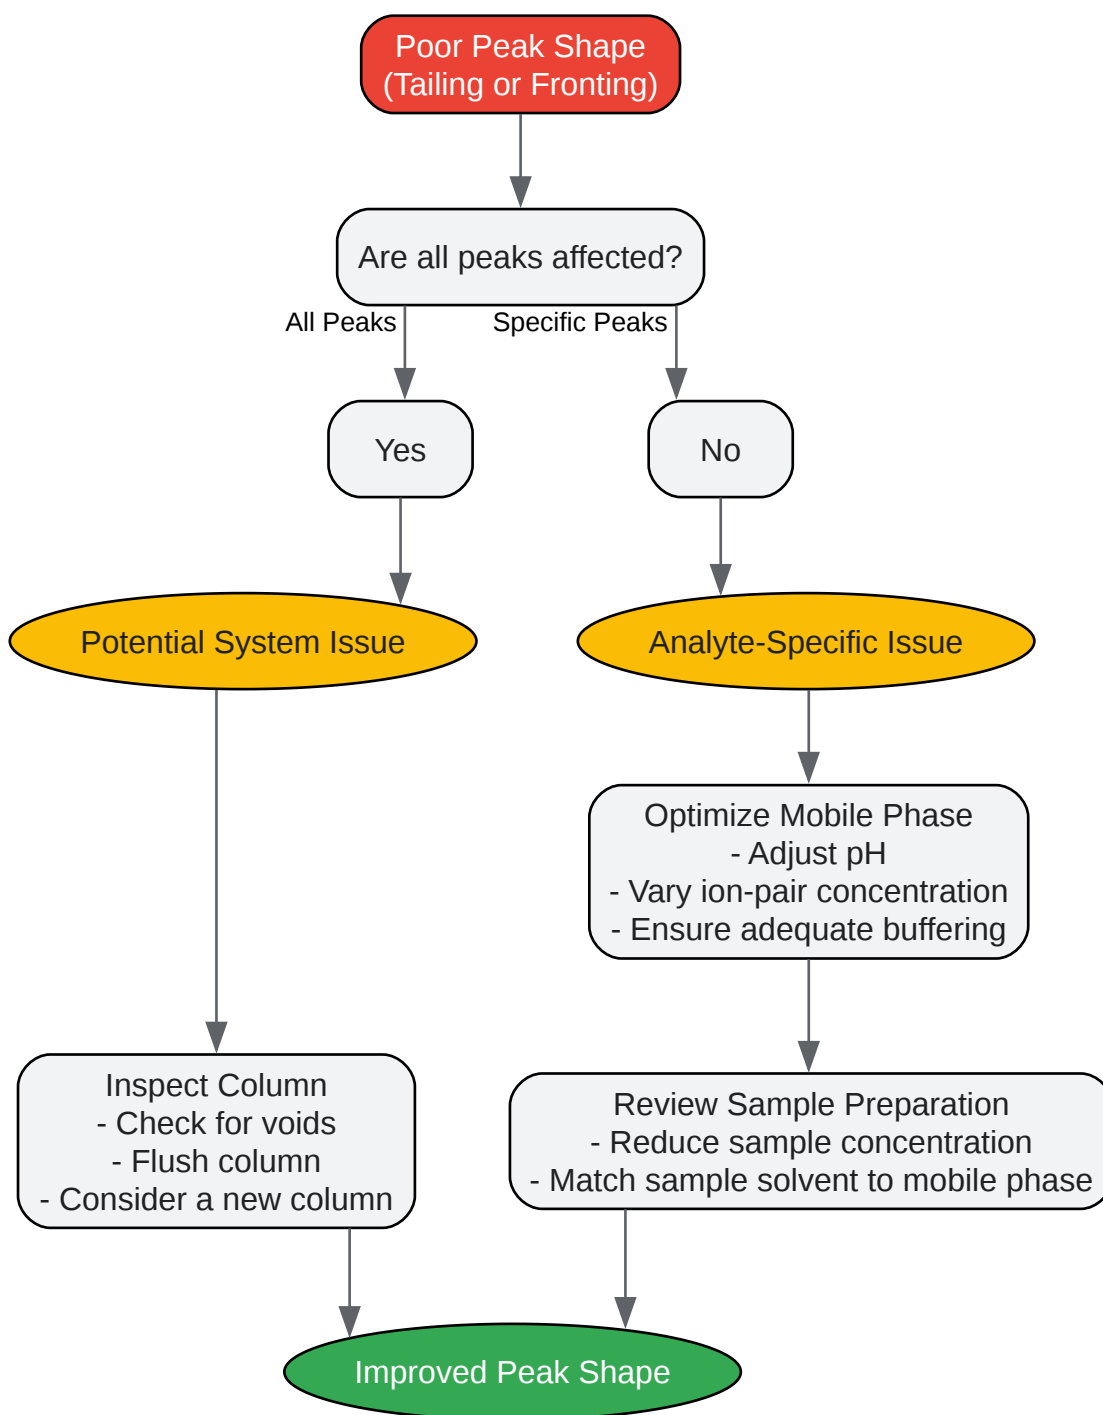 Poor Peak Shape
(Tailing or Fronting)
Are all peaks affected?
All Peaks
Specific Peaks
Yes
No
Potential System Issue
Analyte-Specific Issue
Optimize Mobile Phase
- Adjust pH
- Vary ion-pair concentration
- Ensure adequate buffering
Inspect Column
- Check for voids
- Flush column
- Consider a new column
Review Sample Preparation
- Reduce sample concentration
- Match sample solvent to mobile phase
Improved Peak Shape